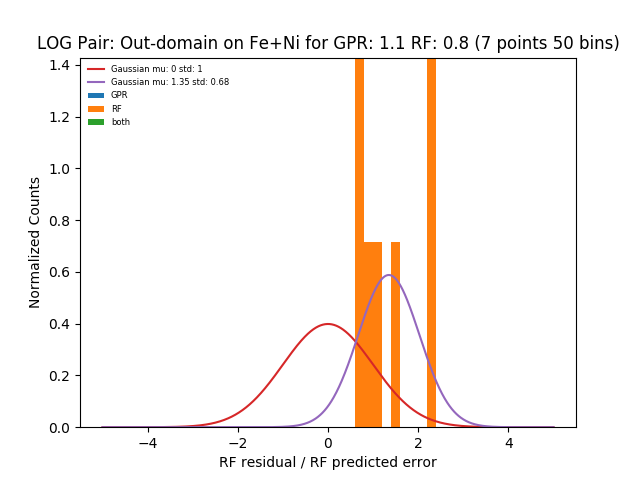 LOG Pair: Out-domain on Fe+Ni for GPR: 1.1 RF: 0.8 (7 points 50 bins)
Gaussian mu: 0 std: 1
Gaussian mu: 1.35 std: 0.68
GPR
RF
both
Normalized Counts
1.4
1.2
1.0
0.8
0.6
0.4
0.2
0.0
−4
−2
0
2
4
RF residual / RF predicted error